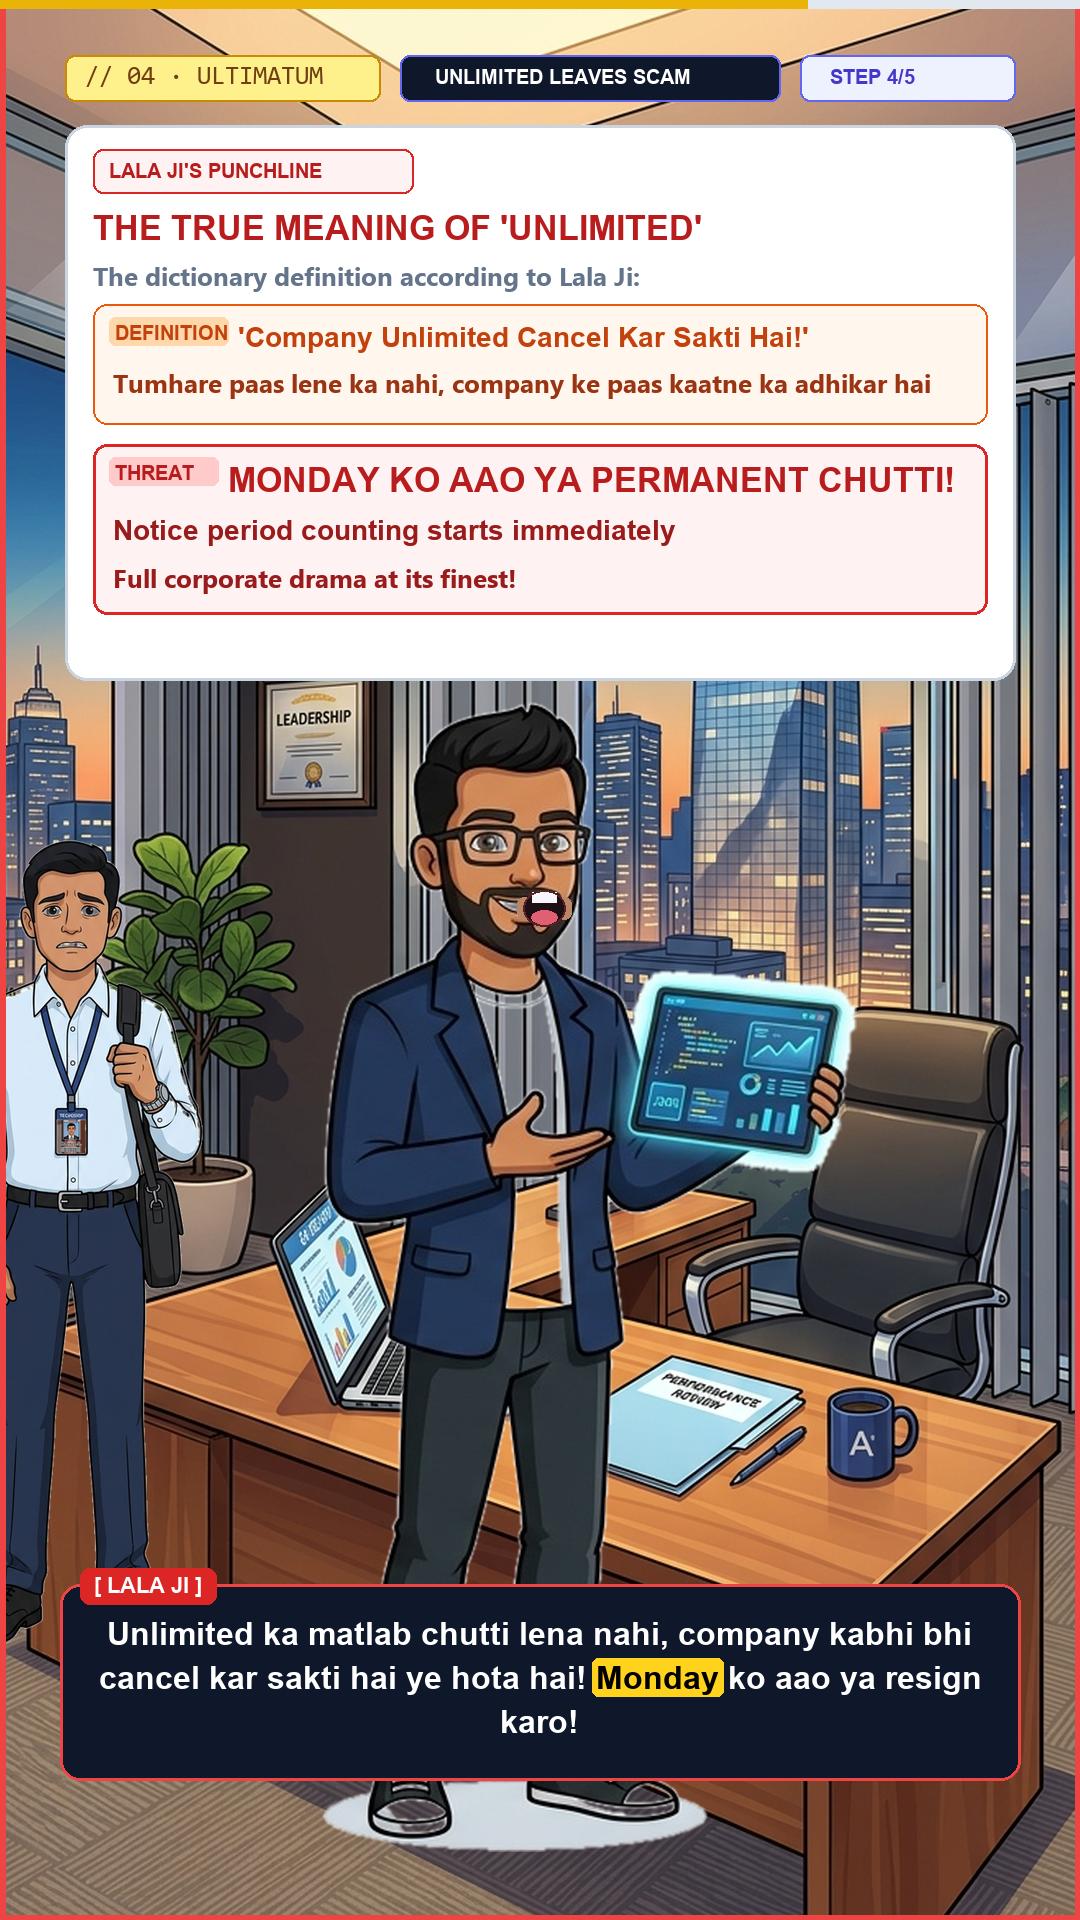 // 04 · ULTIMATUM
UNLIMITED LEAVES SCAM
STEP 4/5
LALA JI'S PUNCHLINE
THE TRUE MEANING OF 'UNLIMITED'
The dictionary definition according to Lala Ji:
DEFINITION 'Company Unlimited Cancel Kar Sakti Hai!'
Tumhare paas lene ka nahi, company ke paas kaatne ka adhikar hai
THREAT MONDAY KO AAO YA PERMANENT CHUTTI!
Notice period counting starts immediately
Full corporate drama at its finest!
LEADERSHIP
PERFORMANCE
REVIEW
A
[ LALA JI ]
Unlimited ka matlab chutti lena nahi, company kabhi bhi
cancel kar sakti hai ye hota hai! Monday ko aao ya resign
karo!